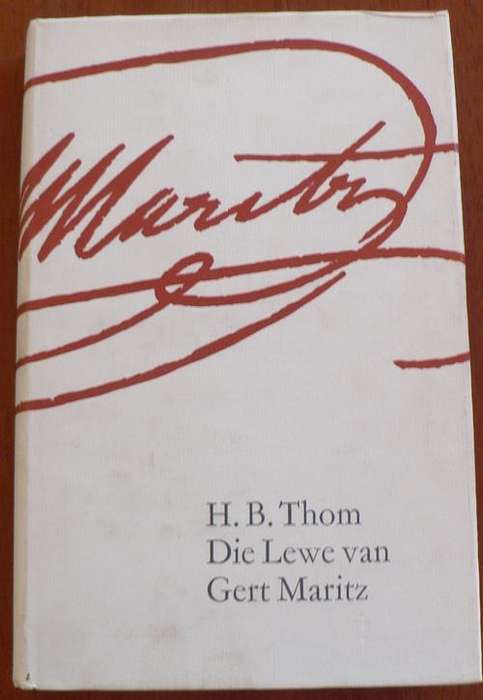 Maritz
H. B. Thom
Die Lewe van
Gert Maritz